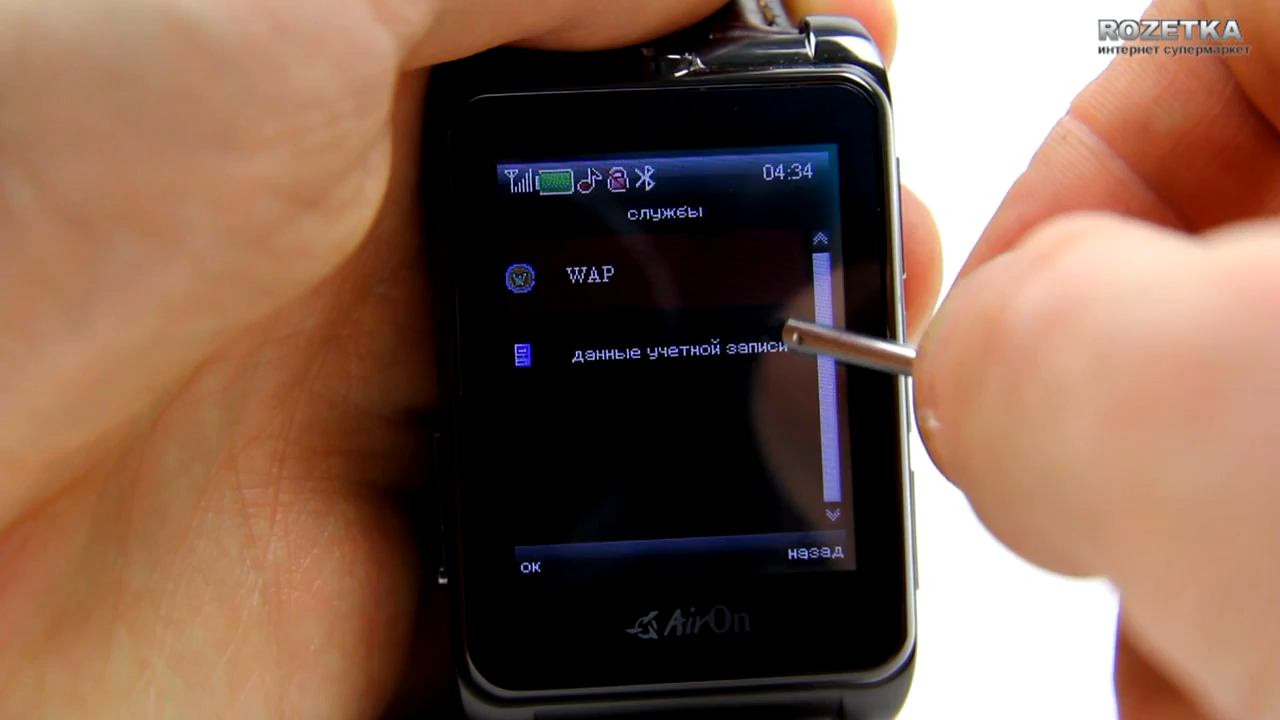 ROZETKA
интернет супермаркет
04:34
службы
WAP
данные учетной записи
ок
назад
AirOn